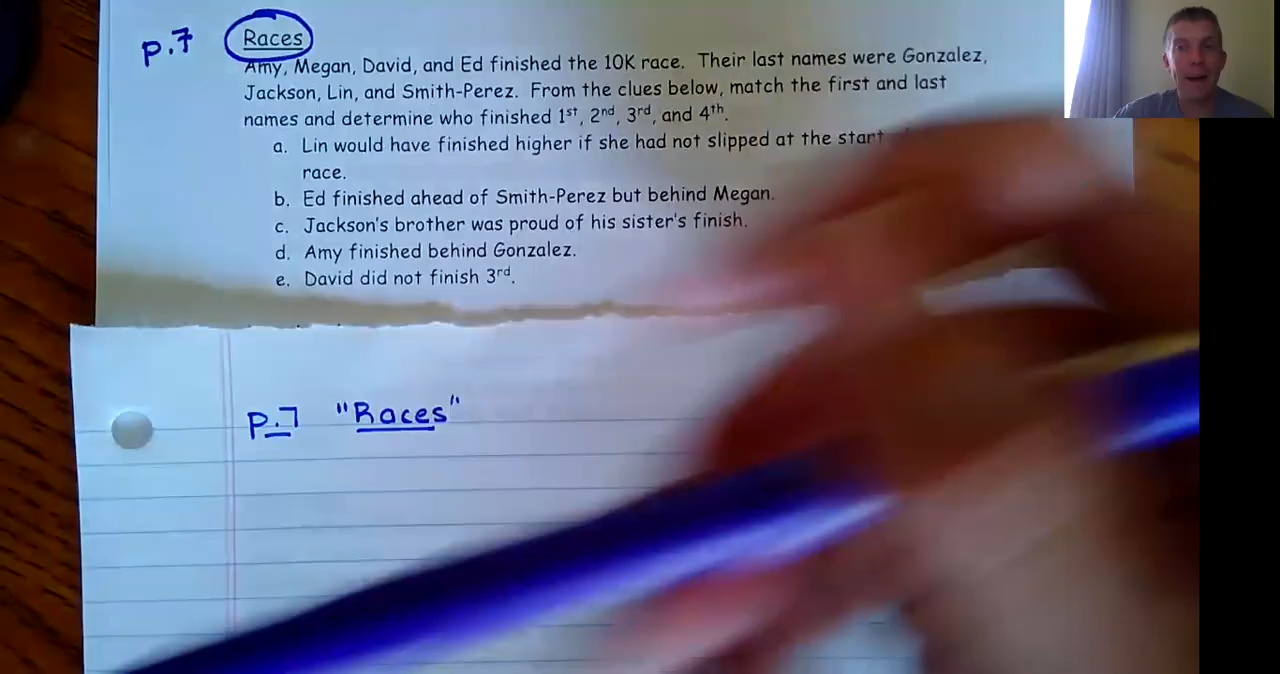 p.7 Races
Amy, Megan, David, and Ed finished the 10K race. Their last names were Gonzalez,
Jackson, Lin, and Smith-Perez. From the clues below, match the first and last
names and determine who finished 1st, 2nd, 3rd, and 4th.
a. Lin would have finished higher if she had not slipped at the start
race.
b. Ed finished ahead of Smith-Perez but behind Megan.
c. Jackson's brother was proud of his sister's finish.
d. Amy finished behind Gonzalez.
e. David did not finish 3rd.
p.7 "Races"